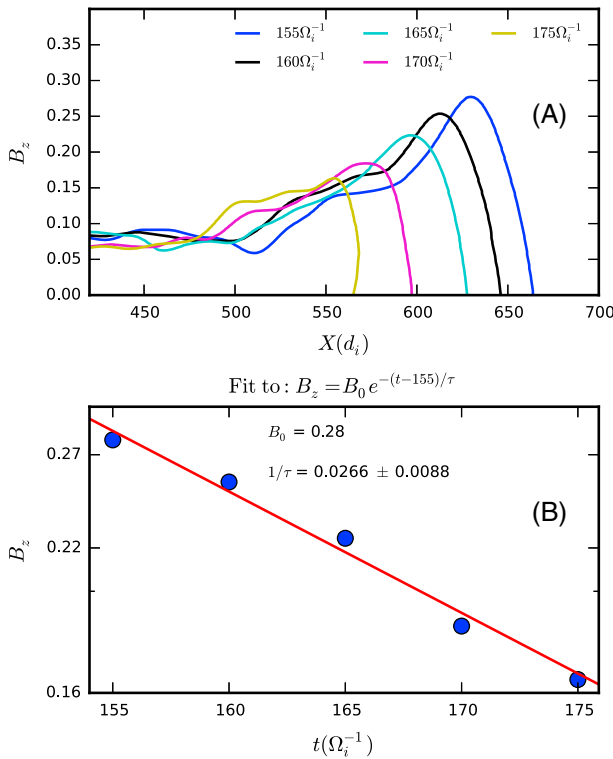 0.35
0.30
0.25
0.20
0.15
0.10
0.05
0.00
B_z
155Ω_i^{-1} 165Ω_i^{-1} 175Ω_i^{-1}
160Ω_i^{-1} 170Ω_i^{-1}
(A)
450 500 550 600 650 700
X(d_i)
Fit to : B_z = B_0 e^{-(t-155)/τ}
B_0 = 0.28
1/τ = 0.0266 ± 0.0088
(B)
0.27
0.22
0.16
B_z
155 160 165 170 175
t(Ω_i^{-1})